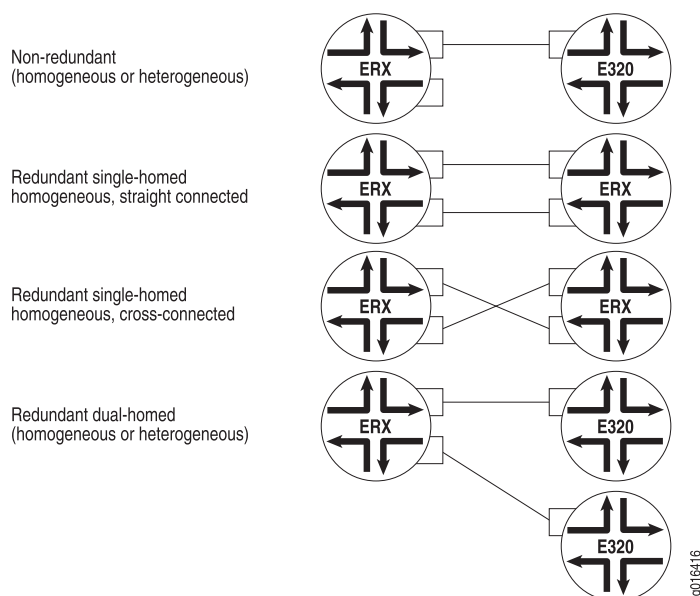 Non-redundant
(homogeneous or heterogeneous)
ERX
E320
Redundant single-homed
homogeneous, straight connected
ERX
ERX
Redundant single-homed
homogeneous, cross-connected
ERX
ERX
Redundant dual-homed
(homogeneous or heterogeneous)
ERX
E320
E320
g016416